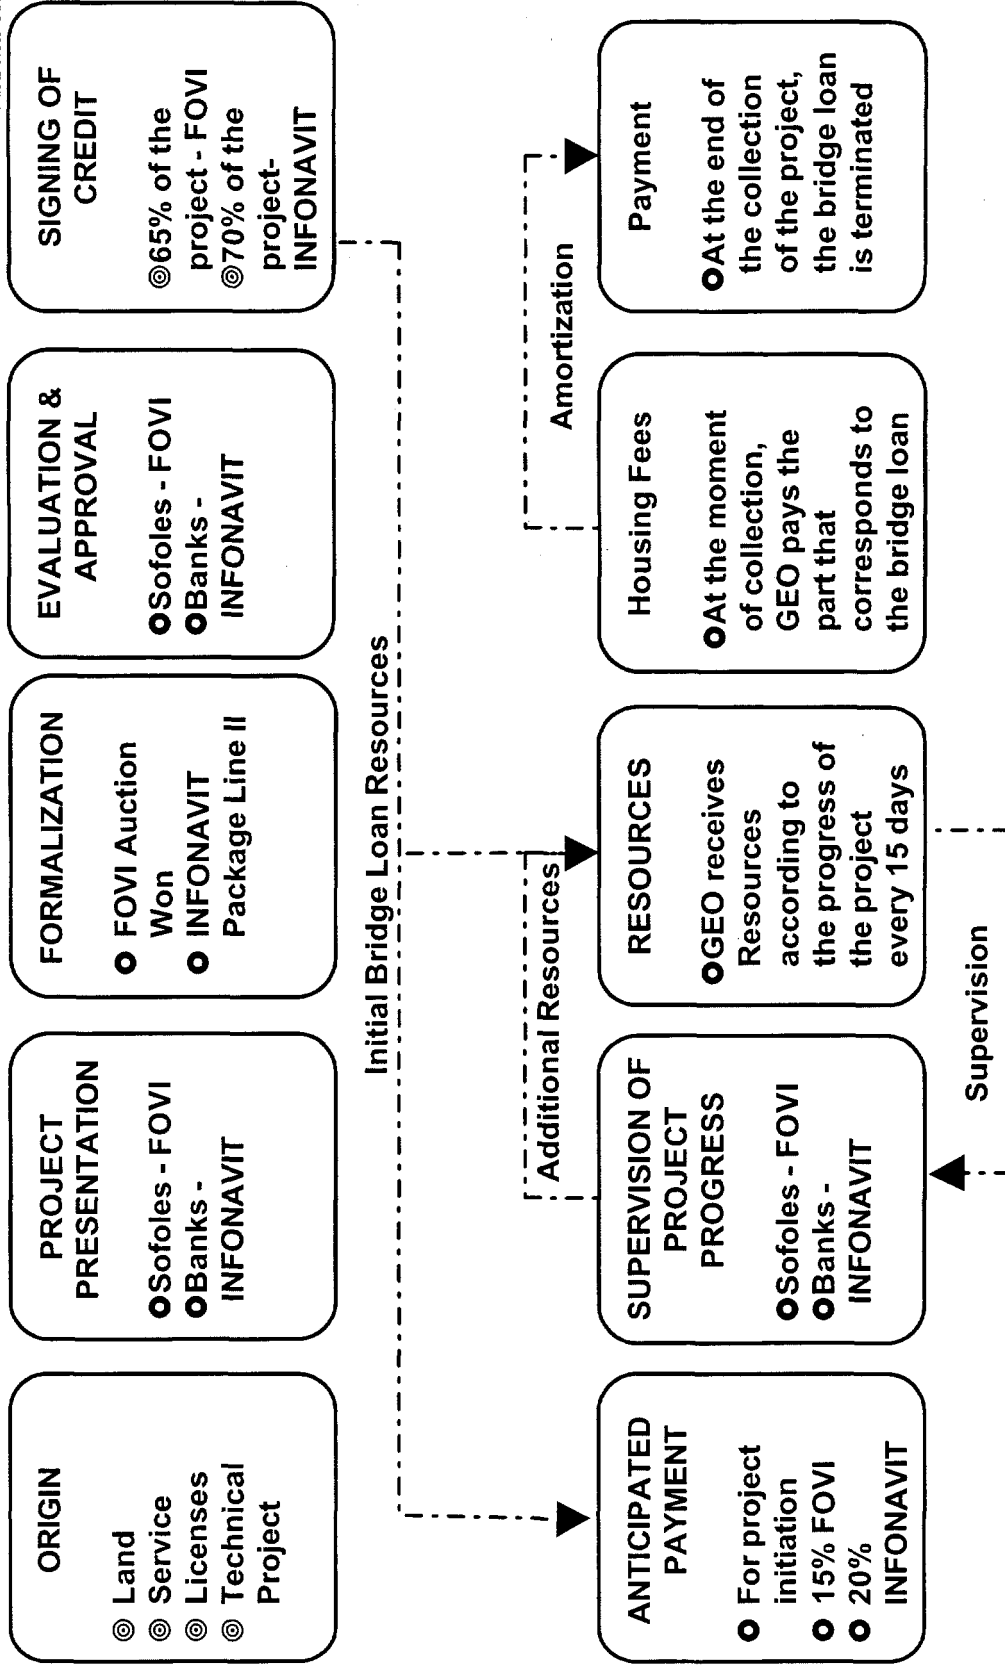 ORIGIN
◎ Land
◎ Service
◎ Licenses
◎ Technical
Project
PROJECT
PRESENTATION
Sofoles - FOVI
Banks -
INFONAVIT
FORMALIZATION
FOVI Auction
Won
INFONAVIT
Package Line II
EVALUATION &
APPROVAL
Sofoles - FOVI
Banks -
INFONAVIT
SIGNING OF
CREDIT
◎65% of the
project - FOVI
◎70% of the
project-
INFONAVIT
Initial Bridge Loan Resources
Additional Resources
Amortization
ANTICIPATED
PAYMENT
For project
initiation
15% FOVI
20%
INFONAVIT
SUPERVISION OF
PROJECT
PROGRESS
Sofoles - FOVI
Banks -
INFONAVIT
RESOURCES
GEO receives
Resources
according to
the progress of
the project
every 15 days
Housing Fees
At the moment
of collection,
GEO pays the
part that
corresponds to
the bridge loan
Payment
At the end of
the collection
of the project,
the bridge loan
is terminated
Supervision